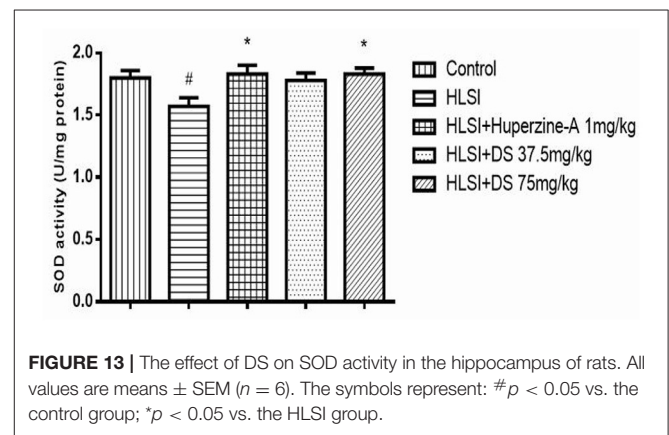 SOD activity (U/mg protein)
2.0
1.5
1.0
0.5
0.0
#
*
*
Control
HLSI
HLSI+Huperzine-A 1mg/kg
HLSI+DS 37.5mg/kg
HLSI+DS 75mg/kg
FIGURE 13 | The effect of DS on SOD activity in the hippocampus of rats. All
values are means ± SEM (n = 6). The symbols represent: #p < 0.05 vs. the
control group; *p < 0.05 vs. the HLSI group.